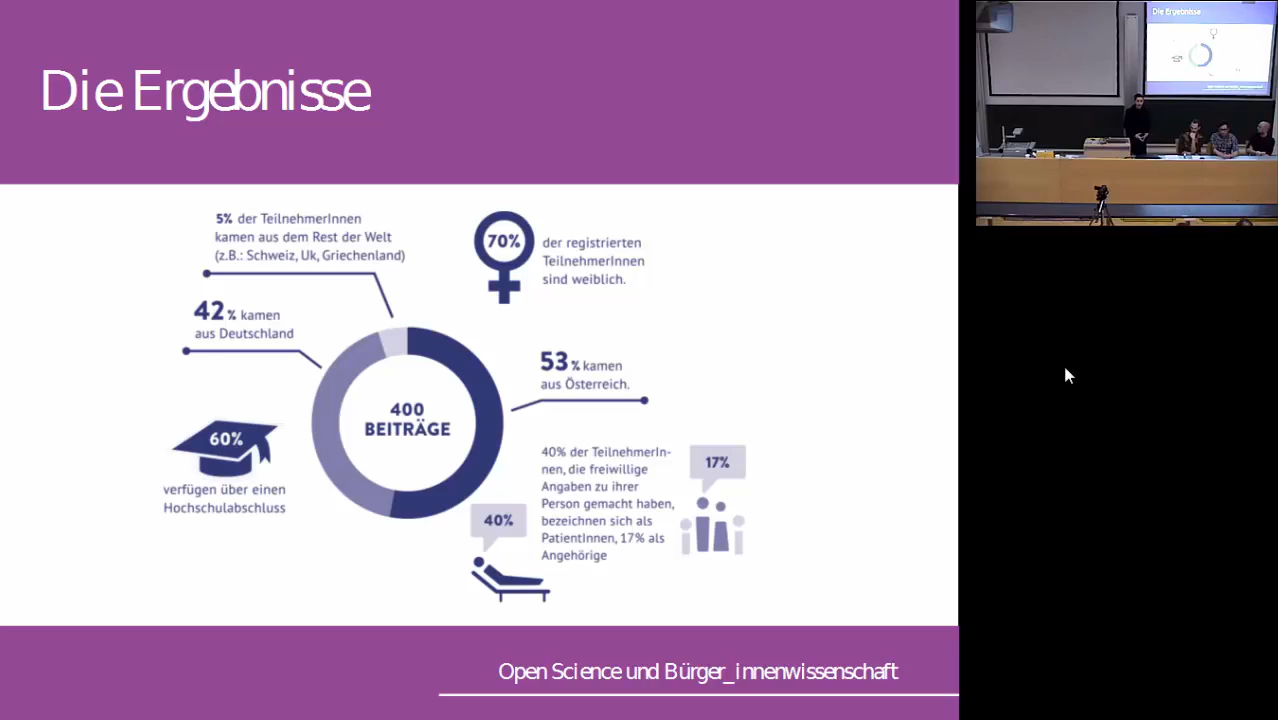 Die Ergebnisse
5% der TeilnehmerInnen
kamen aus dem Rest der Welt
(z.B.: Schweiz, Uk, Griechenland)
70%
der registrierten
TeilnehmerInnen
sind weiblich.
42% kamen
aus Deutschland
53% kamen
aus Österreich.
400
BEITRÄGE
60%
verfügen über einen
Hochschulabschluss
40% der TeilnehmerIn-
nen, die freiwillige
Angaben zu ihrer
Person gemacht haben,
bezeichnen sich als
PatientInnen, 17% als
Angehörige
17%
40%
Open Science und Bürger_innenwissenschaft
Die Ergebnisse